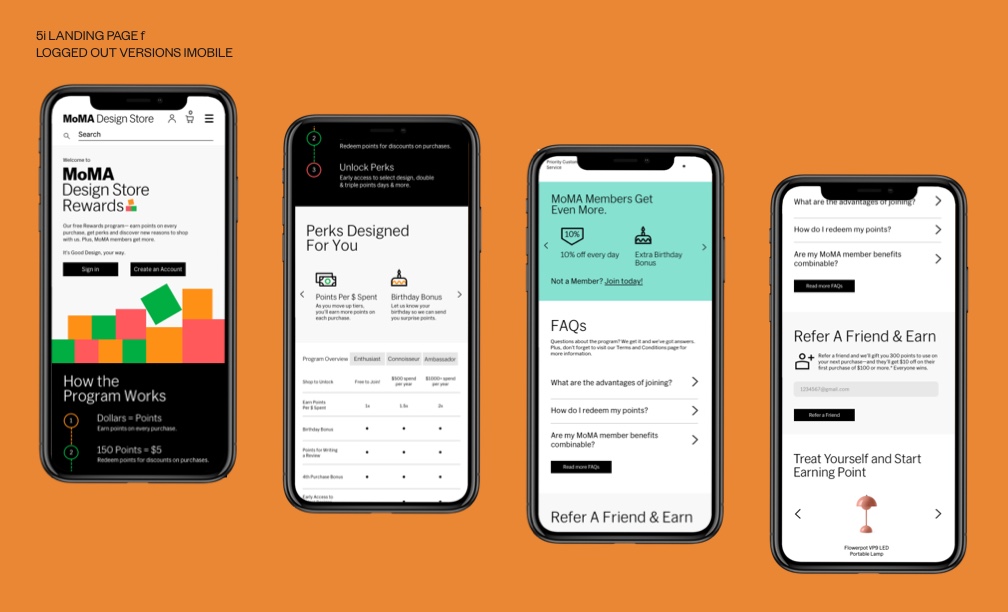 5i LANDING PAGE f
LOGGED OUT VERSIONS IMOBILE
MoMA Design Store
0
Search
Welcome to
MoMA
Design Store
Rewards
Our free Rewards program— earn points on every
purchase, get perks and discover new reasons to shop
with us. Plus, MoMA members get more.
It's Good Design, your way.
Sign in
Create an Account
How the
Program Works
1
Dollars = Points
Earn points on every purchase.
2
150 Points = $5
Redeem points for discounts on purchases.
2
Redeem points for discounts on purchases.
3
Unlock Perks
Early access to select design, double
& triple points days & more.
Perks Designed
For You
Points Per $ Spent
As you move up tiers,
you'll earn more points on
each purchase.
Birthday Bonus
Let us know your
birthday so we can send
you surprise points.
Program Overview Enthusiast Connoisseur Ambassador
Shop to Unlock
Free to Join!
$500 spend
per year
$1000+ spend
per year
Earn Points
Per $ Spent
1x
1.5x
2x
Birthday Bonus
Points for Writing
a Review
4th Purchase Bonus
Early Access to
Priority Custom
Service
MoMA Members Get
Even More.
10%
10% off every day
Extra Birthday
Bonus
Not a Member? Join today!
FAQs
Questions about the program? We get it and we've got answers.
Plus, don't forget to visit our Terms and Conditions page for
more information.
What are the advantages of joining?
How do I redeem my points?
Are my MoMA member benefits
combinable?
Read more FAQs
Refer A Friend & Earn
What are the advantages of joining?
How do I redeem my points?
Are my MoMA member benefits
combinable?
Read more FAQs
Refer A Friend & Earn
Refer a friend and we'll gift you 300 points to use on
your next purchase—and they'll get $10 off on their
first purchase of $100 or more.* Everyone wins.
1234567@gmail.com
Refer a Friend
Treat Yourself and Start
Earning Point
Flowerpot VP9 LED
Portable Lamp